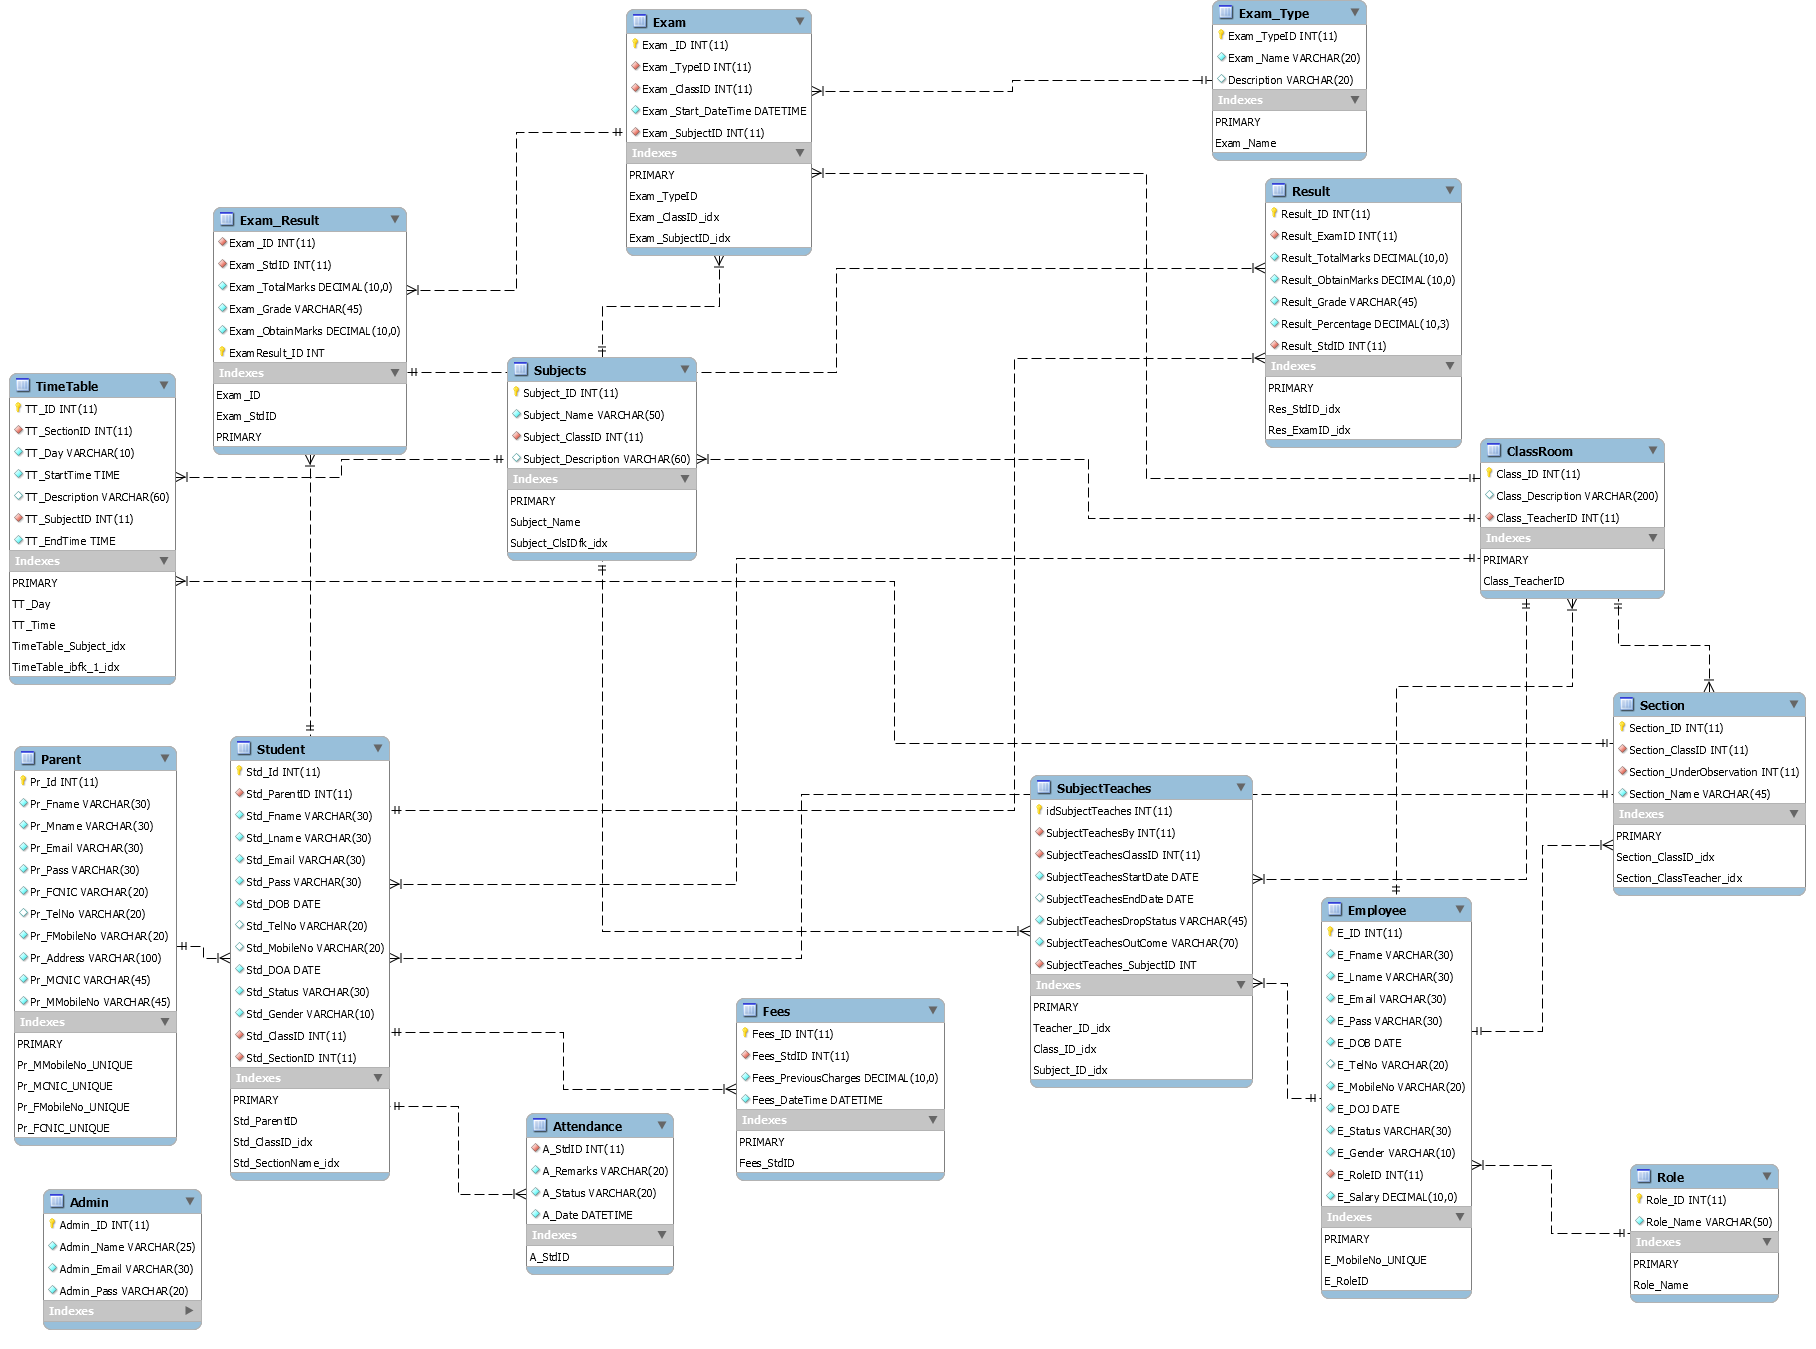 Exam
Exam_ID INT(11)
Exam_TypeID INT(11)
Exam_ClassID INT(11)
Exam_Start_DateTime DATETIME
Exam_SubjectID INT(11)
Indexes
PRIMARY
Exam_TypeID
Exam_ClassID_idx
Exam_SubjectID_idx
Exam_Type
Exam_TypeID INT(11)
Exam_Name VARCHAR(20)
Description VARCHAR(20)
Indexes
PRIMARY
Exam_Name
Result
Result_ID INT(11)
Result_ExamID INT(11)
Result_TotalMarks DECIMAL(10,0)
Result_ObtainMarks DECIMAL(10,0)
Result_Grade VARCHAR(45)
Result_Percentage DECIMAL(10,3)
Result_StdID INT(11)
Indexes
PRIMARY
Res_StdID_idx
Res_ExamID_idx
Exam_Result
Exam_ID INT(11)
Exam_StdID INT(11)
Exam_TotalMarks DECIMAL(10,0)
Exam_Grade VARCHAR(45)
Exam_ObtainMarks DECIMAL(10,0)
ExamResult_ID INT
Indexes
Exam_ID
Exam_StdID
PRIMARY
Subjects
Subject_ID INT(11)
Subject_Name VARCHAR(50)
Subject_ClassID INT(11)
Subject_Description VARCHAR(60)
Indexes
PRIMARY
Subject_Name
Subject_ClsIDfk_idx
TimeTable
TT_ID INT(11)
TT_SectionID INT(11)
TT_Day VARCHAR(10)
TT_StartTime TIME
TT_Description VARCHAR(60)
TT_SubjectID INT(11)
TT_EndTime TIME
Indexes
PRIMARY
TT_Day
TT_Time
TimeTable_Subject_idx
TimeTable_ibfk_1_idx
ClassRoom
Class_ID INT(11)
Class_Description VARCHAR(200)
Class_TeacherID INT(11)
Indexes
PRIMARY
Class_TeacherID
Section
Section_ID INT(11)
Section_ClassID INT(11)
Section_UnderObservation INT(11)
Section_Name VARCHAR(45)
Indexes
PRIMARY
Section_ClassID_idx
Section_ClassTeacher_idx
Parent
Pr_Id INT(11)
Pr_Fname VARCHAR(30)
Pr_Mname VARCHAR(30)
Pr_Email VARCHAR(30)
Pr_Pass VARCHAR(30)
Pr_FCNIC VARCHAR(20)
Pr_TelNo VARCHAR(20)
Pr_FMobileNo VARCHAR(20)
Pr_Address VARCHAR(100)
Pr_MCNIC VARCHAR(45)
Pr_MMobileNo VARCHAR(45)
Indexes
PRIMARY
Pr_MMobileNo_UNIQUE
Pr_MCNIC_UNIQUE
Pr_FMobileNo_UNIQUE
Pr_FCNIC_UNIQUE
Student
Std_Id INT(11)
Std_ParentID INT(11)
Std_Fname VARCHAR(30)
Std_Lname VARCHAR(30)
Std_Email VARCHAR(30)
Std_Pass VARCHAR(30)
Std_DOB DATE
Std_TelNo VARCHAR(20)
Std_MobileNo VARCHAR(20)
Std_DOA DATE
Std_Status VARCHAR(30)
Std_Gender VARCHAR(10)
Std_ClassID INT(11)
Std_SectionID INT(11)
Indexes
PRIMARY
Std_ParentID
Std_ClassID_idx
Std_SectionName_idx
SubjectTeaches
idSubjectTeaches INT(11)
SubjectTeachesBy INT(11)
SubjectTeachesClassID INT(11)
SubjectTeachesStartDate DATE
SubjectTeachesEndDate DATE
SubjectTeachesDropStatus VARCHAR(45)
SubjectTeachesOutCome VARCHAR(70)
SubjectTeaches_SubjectID INT
Indexes
PRIMARY
Teacher_ID_idx
Class_ID_idx
Subject_ID_idx
Employee
E_ID INT(11)
E_Fname VARCHAR(30)
E_Lname VARCHAR(30)
E_Email VARCHAR(30)
E_Pass VARCHAR(30)
E_DOB DATE
E_TelNo VARCHAR(20)
E_MobileNo VARCHAR(20)
E_DOJ DATE
E_Status VARCHAR(30)
E_Gender VARCHAR(10)
E_RoleID INT(11)
E_Salary DECIMAL(10,0)
Indexes
PRIMARY
E_MobileNo_UNIQUE
E_RoleID
Fees
Fees_ID INT(11)
Fees_StdID INT(11)
Fees_PreviousCharges DECIMAL(10,0)
Fees_DateTime DATETIME
Indexes
PRIMARY
Fees_StdID
Attendance
A_StdID INT(11)
A_Remarks VARCHAR(20)
A_Status VARCHAR(20)
A_Date DATETIME
Indexes
A_StdID
Role
Role_ID INT(11)
Role_Name VARCHAR(50)
Indexes
PRIMARY
Role_Name
Admin
Admin_ID INT(11)
Admin_Name VARCHAR(25)
Admin_Email VARCHAR(30)
Admin_Pass VARCHAR(20)
Indexes